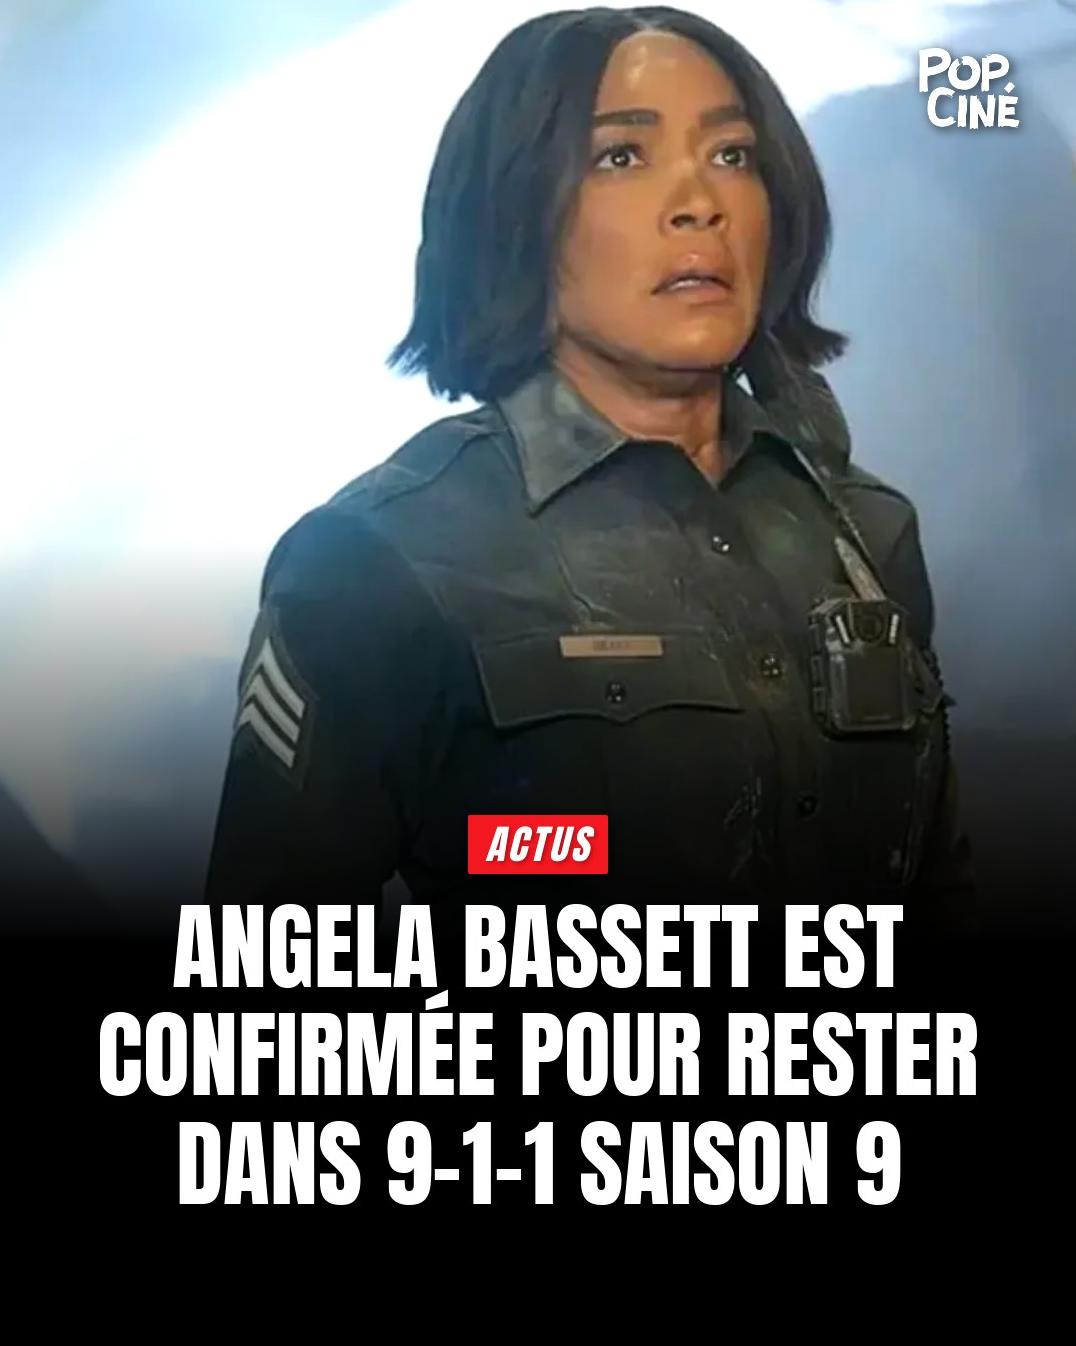 POP.
CINÉ
ACTUS
ANGELA BASSETT EST
CONFIRMÉE POUR RESTER
DANS 9-1-1 SAISON 9